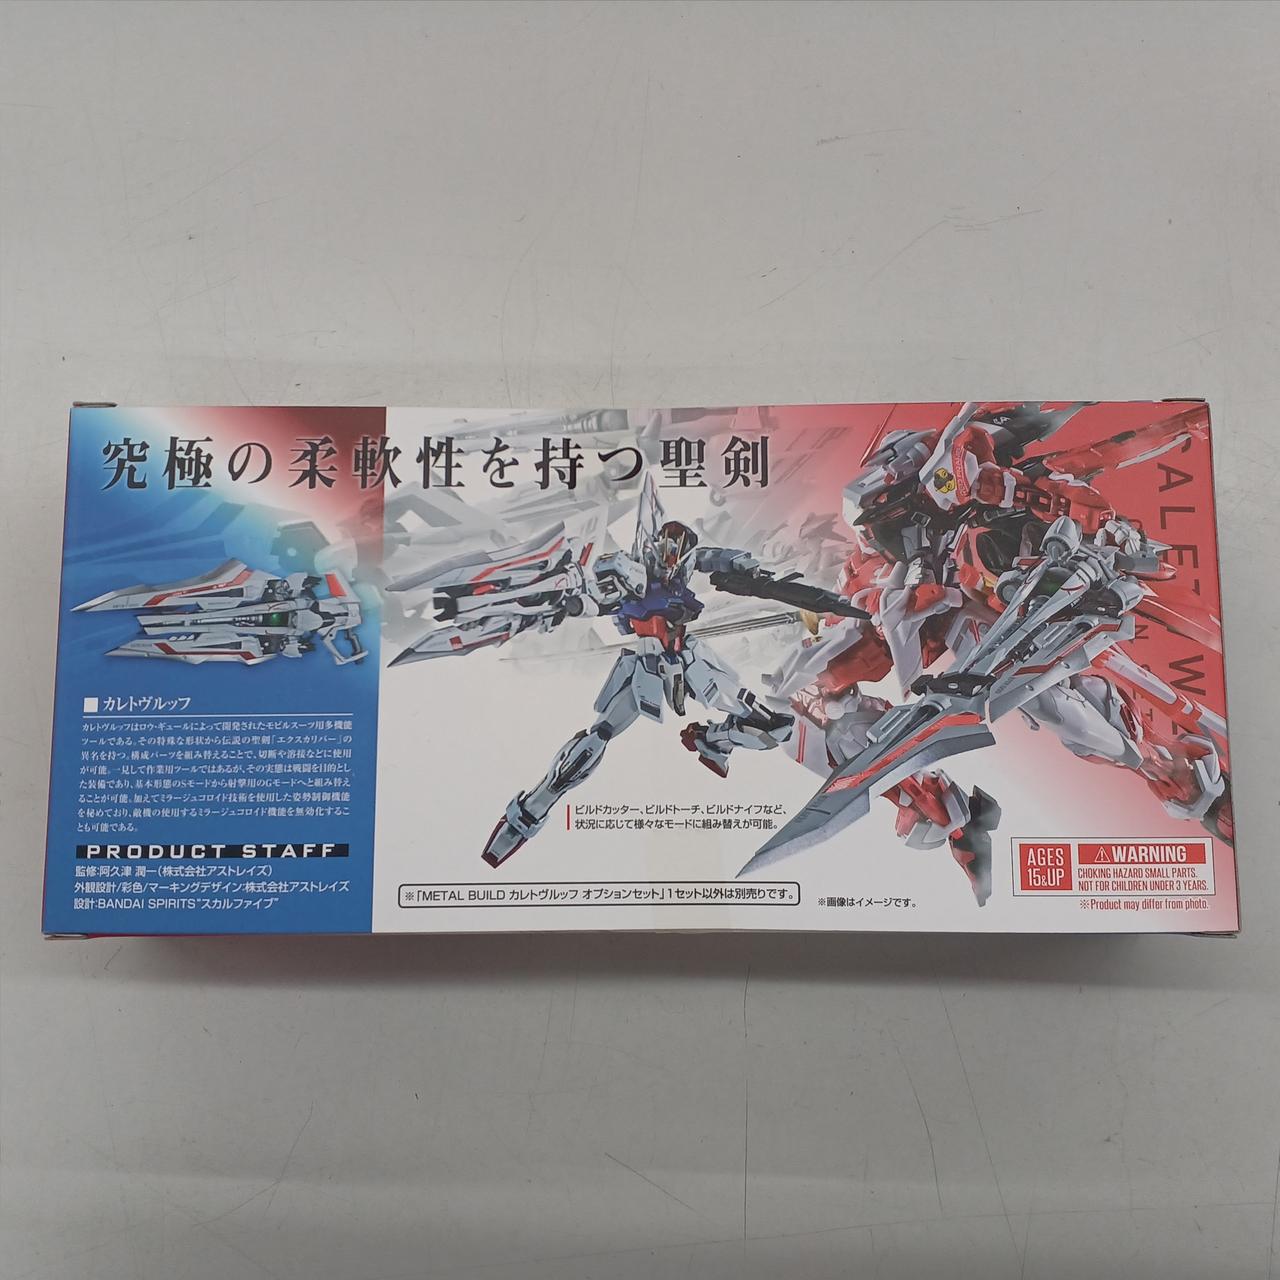 究極の柔軟性を持つ聖剣
■ カレトヴルッフ
カレトヴルッフはロウ・ギュールによって開発されたモビルスーツ用多機能
ツールである。その特殊な形状から伝説の聖剣「エクスカリバー」の
異名を持つ。構成パーツを組み替えることで、切断や溶接などに使用
が可能。一見して作業用ツールではあるが、その実態は戦闘を目的とし
た装備であり、基本形態のSモードから射撃用のGモードへと組み替え
ることが可能。加えてミラージュコロイド技術を使用した姿勢制御機能
を秘めており、敵機の使用するミラージュコロイド機能を無効化するこ
とも可能である。
PRODUCT STAFF
監修:阿久津 潤一(株式会社アストレイズ)
外観設計/彩色/マーキングデザイン:株式会社アストレイズ
設計:BANDAI SPIRITS"スカルファイブ"
ビルドカッター、ビルドトーチ、ビルドナイフなど、
状況に応じて様々なモードに組み替えが可能。
※「METAL BUILD カレトヴルッフ オプションセット」1セット以外は別売りです。
※画像はイメージです。
AGES
15&UP
WARNING
CHOKING HAZARD SMALL PARTS.
NOT FOR CHILDREN UNDER 3 YEARS.
※Product may differ from photo.